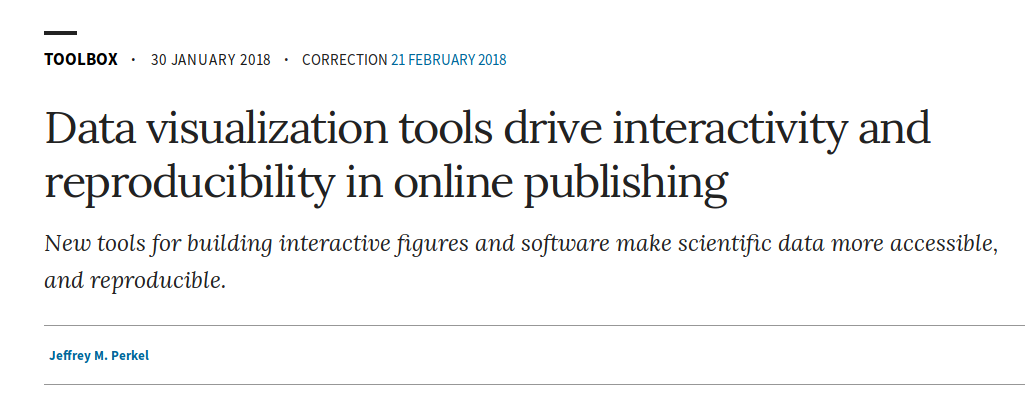 TOOLBOX · 30 JANUARY 2018 · CORRECTION 21 FEBRUARY 2018
Data visualization tools drive interactivity and
reproducibility in online publishing
New tools for building interactive figures and software make scientific data more accessible,
and reproducible.
Jeffrey M. Perkel